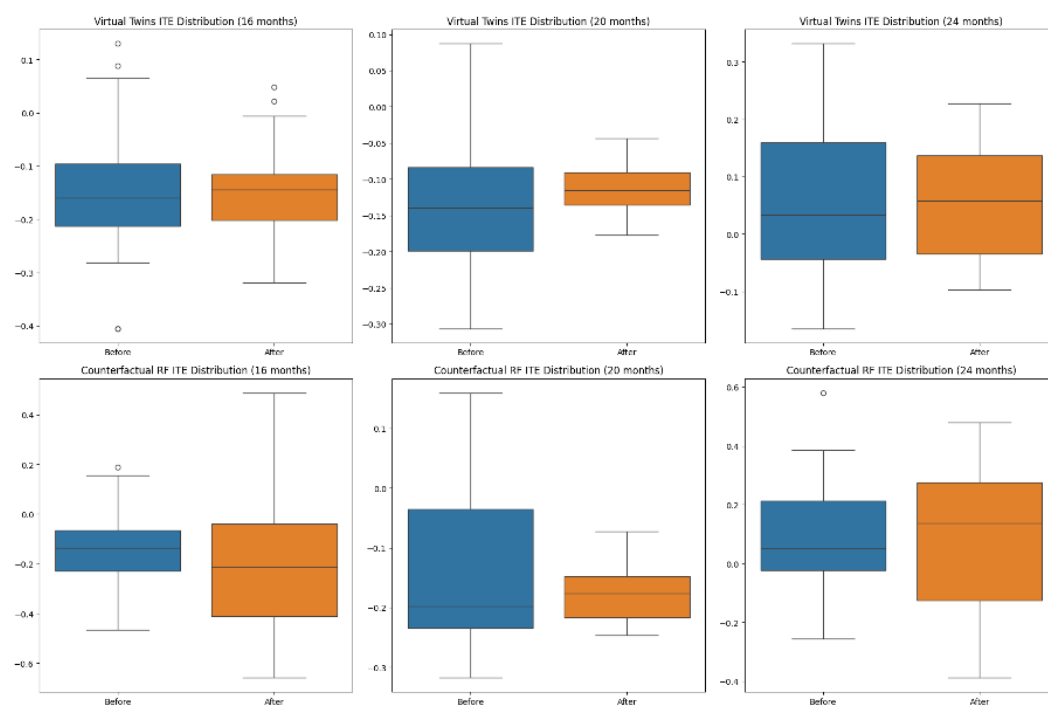 Virtual Twins ITE Distribution (16 months)
0.1
0.0
−0.1
−0.2
−0.3
−0.4
Before
After
Virtual Twins ITE Distribution (20 months)
0.10
0.05
0.00
−0.05
−0.10
−0.15
−0.20
−0.25
−0.30
Before
After
Virtual Twins ITE Distribution (24 months)
0.3
0.2
0.1
0.0
−0.1
Before
After
Counterfactual RF ITE Distribution (16 months)
0.4
0.2
0.0
−0.2
−0.4
−0.6
Before
After
Counterfactual RF ITE Distribution (20 months)
0.1
0.0
−0.1
−0.2
−0.3
Before
After
Counterfactual RF ITE Distribution (24 months)
0.6
0.4
0.2
0.0
−0.2
−0.4
Before
After